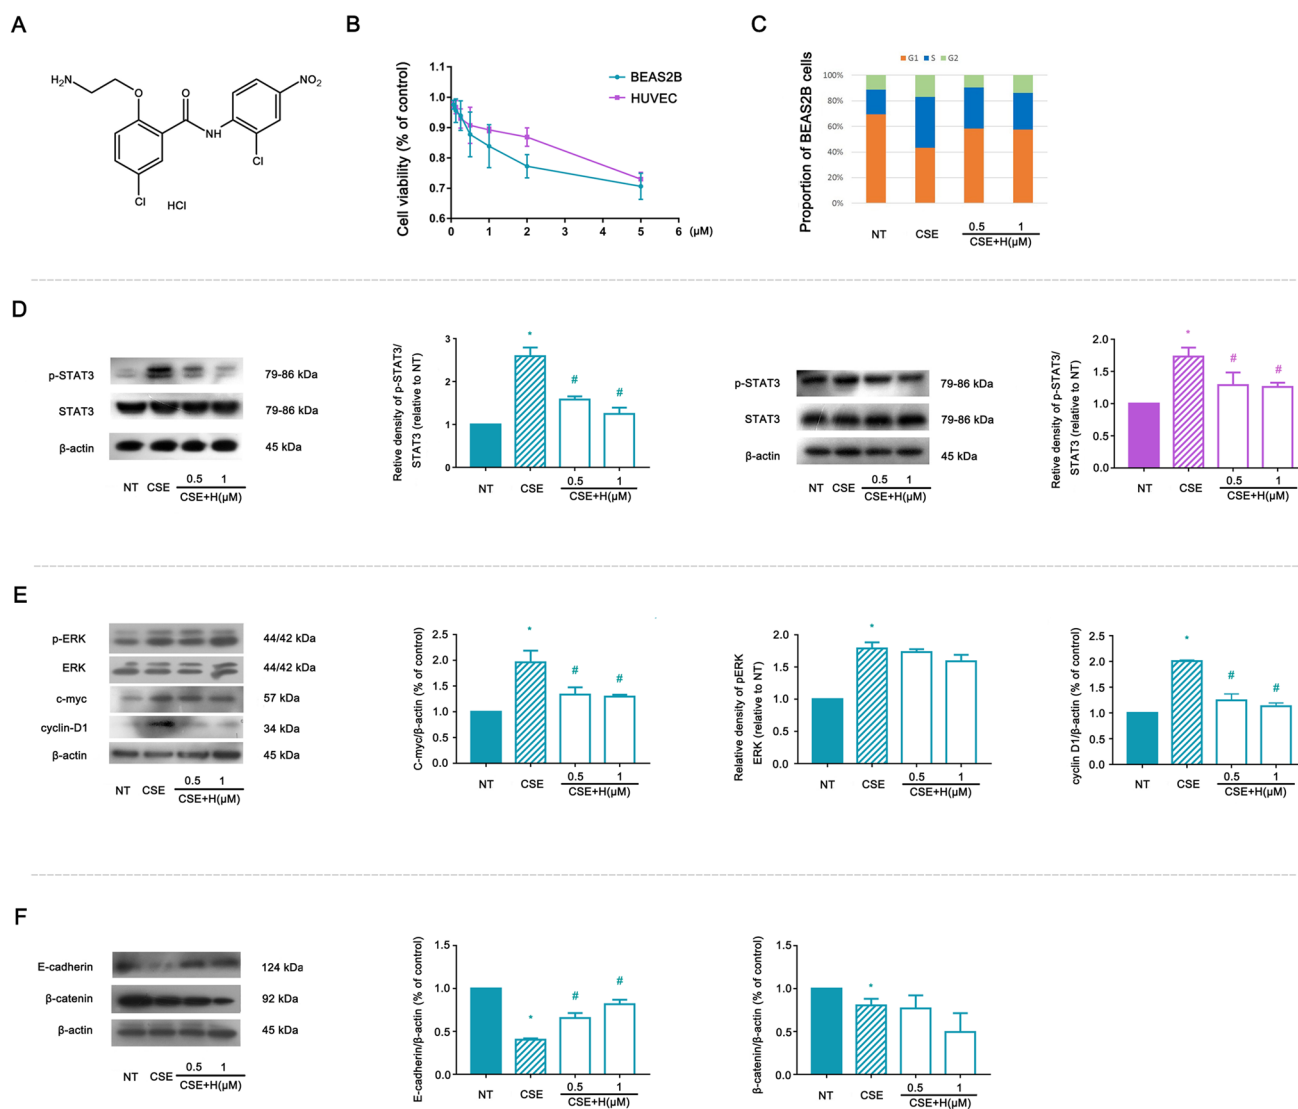 A
H₂N
O
O
NH
NO₂
Cl
Cl
HCl
B
Cell viability (% of control)
1.1
1.0
0.9
0.8
0.7
0.6
0 1 2 3 4 5 6 (μM)
BEAS2B
HUVEC
C
G1 S G2
Proportion of BEAS2B cells
100%
80%
60%
40%
20%
0%
NT CSE 0.5 1
CSE+H(μM)
D
p-STAT3 79-86 kDa
STAT3 79-86 kDa
β-actin 45 kDa
NT CSE 0.5 1
CSE+H(μM)
Retive density of p-STAT3/
STAT3 (relative to NT)
3
2
1
0
* # #
NT CSE 0.5 1
CSE+H(μM)
p-STAT3 79-86 kDa
STAT3 79-86 kDa
β-actin 45 kDa
NT CSE 0.5 1
CSE+H(μM)
Retive density of p-STAT3/
STAT3 (relative to NT)
2.0
1.5
1.0
0.5
0.0
* # #
NT CSE 0.5 1
CSE+H(μM)
E
p-ERK 44/42 kDa
ERK 44/42 kDa
c-myc 57 kDa
cyclin-D1 34 kDa
β-actin 45 kDa
NT CSE 0.5 1
CSE+H(μM)
C-myc/β-actin (% of control)
2.5
2.0
1.5
1.0
0.5
0.0
* # #
NT CSE 0.5 1
CSE+H(μM)
Relative density of pERK
ERK (relative to NT)
2.0
1.5
1.0
0.5
0.0
*
NT CSE 0.5 1
CSE+H(μM)
cyclin D1/β-actin (% of control)
2.5
2.0
1.5
1.0
0.5
0.0
* # #
NT CSE 0.5 1
CSE+H(μM)
F
E-cadherin 124 kDa
β-catenin 92 kDa
β-actin 45 kDa
NT CSE 0.5 1
CSE+H(μM)
E-cadherin/β-actin (% of control)
1.5
1.0
0.5
0.0
* # #
NT CSE 0.5 1
CSE+H(μM)
β-catenin/β-actin (% of control)
1.5
1.0
0.5
0.0
*
NT CSE 0.5 1
CSE+H(μM)